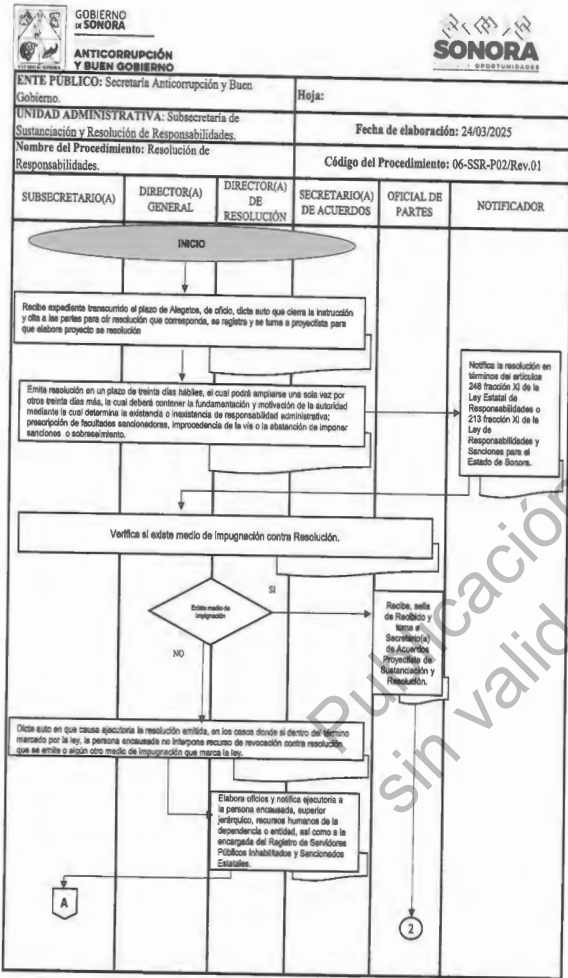 GOBIERNO
DE SONORA
ANTICORRUPCIÓN
Y BUEN GOBIERNO
ESTADO DE SONORA
SONORA
OPORTUNIDADES
ENTE PÚBLICO: Secretaría Anticorrupción y Buen
Gobierno.
Hoja:
UNIDAD ADMINISTRATIVA: Subsecretaría de
Sustanciación y Resolución de Responsabilidades.
Fecha de elaboración: 24/03/2025
Nombre del Procedimiento: Resolución de
Responsabilidades.
Código del Procedimiento: 06-SSR-P02/Rev.01
SUBSECRETARIO(A)
DIRECTOR(A)
GENERAL
DIRECTOR(A)
DE
RESOLUCIÓN
SECRETARIO(A)
DE ACUERDOS
OFICIAL DE
PARTES
NOTIFICADOR
INICIO
Recibe expediente transcurrido el plazo de Alegatos, de oficio, dicta auto que cierra la instrucción
y cita a las partes para oír resolución que corresponda, se registra y se turna a proyectista para
que elabore proyecto se resolución
Emite resolución en un plazo de treinta días hábiles, el cual podrá ampliarse una sola vez por
otros treinta días más, la cual deberá contener la fundamentación y motivación de la autoridad
mediante la cual determina la existencia o inexistencia de responsabilidad administrativa;
prescripción de facultades sancionadoras, improcedencia de la vía o la abstención de imponer
sanciones o sobreseimiento.
Notifica la resolución en
términos del artículos
248 fracción XI de la
Ley Estatal de
Responsabilidades o
213 fracción XI de la
Ley de
Responsabilidades y
Sanciones para el
Estado de Sonora.
Verifica si existe medio de impugnación contra Resolución.
Existe medio de
impignación
SI
NO
Recibe, sella
de Recibido y
turna a
Secretario(a)
de Acuerdos
Proyectista de
Sustanciación y
Resolución.
Dicta auto en que causa ejecutoria la resolución emitida, en los casos donde si dentro del término
marcado por la ley, la persona encausada no interpone recurso de revocación contra resolución
que se emite o algún otro medio de impugnación que marca la ley.
Elabora oficios y notifica ejecutoria a
la persona encausada, superior
jerárquico, recursos humanos de la
dependencia o entidad, así como a la
encargada del Registro de Servidores
Públicos Inhabilitados y Sancionados
Estatales.
A
2
Publicación
sin valid